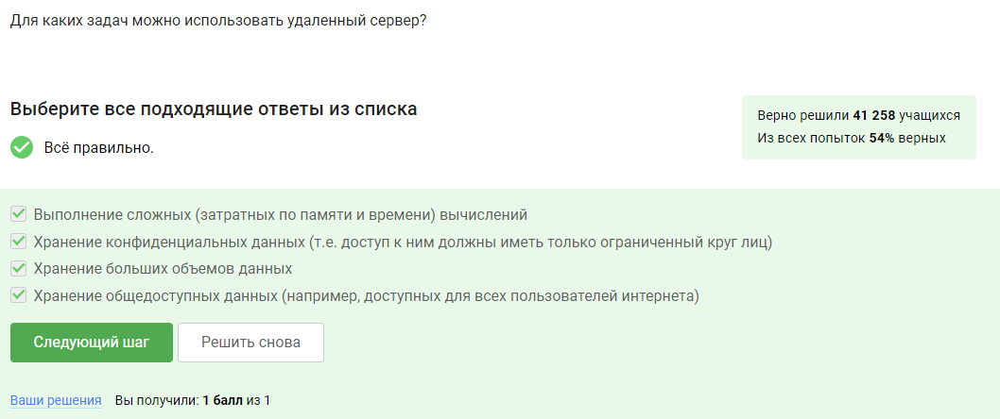 Для каких задач можно использовать удаленный сервер?
Выберите все подходящие ответы из списка
Всё правильно.
Верно решили 41 258 учащихся
Из всех попыток 54% верных
Выполнение сложных (затратных по памяти и времени) вычислений
Хранение конфиденциальных данных (т.е. доступ к ним должны иметь только ограниченный круг лиц)
Хранение больших объемов данных
Хранение общедоступных данных (например, доступных для всех пользователей интернета)
Следующий шаг
Решить снова
Ваши решения Вы получили: 1 балл из 1